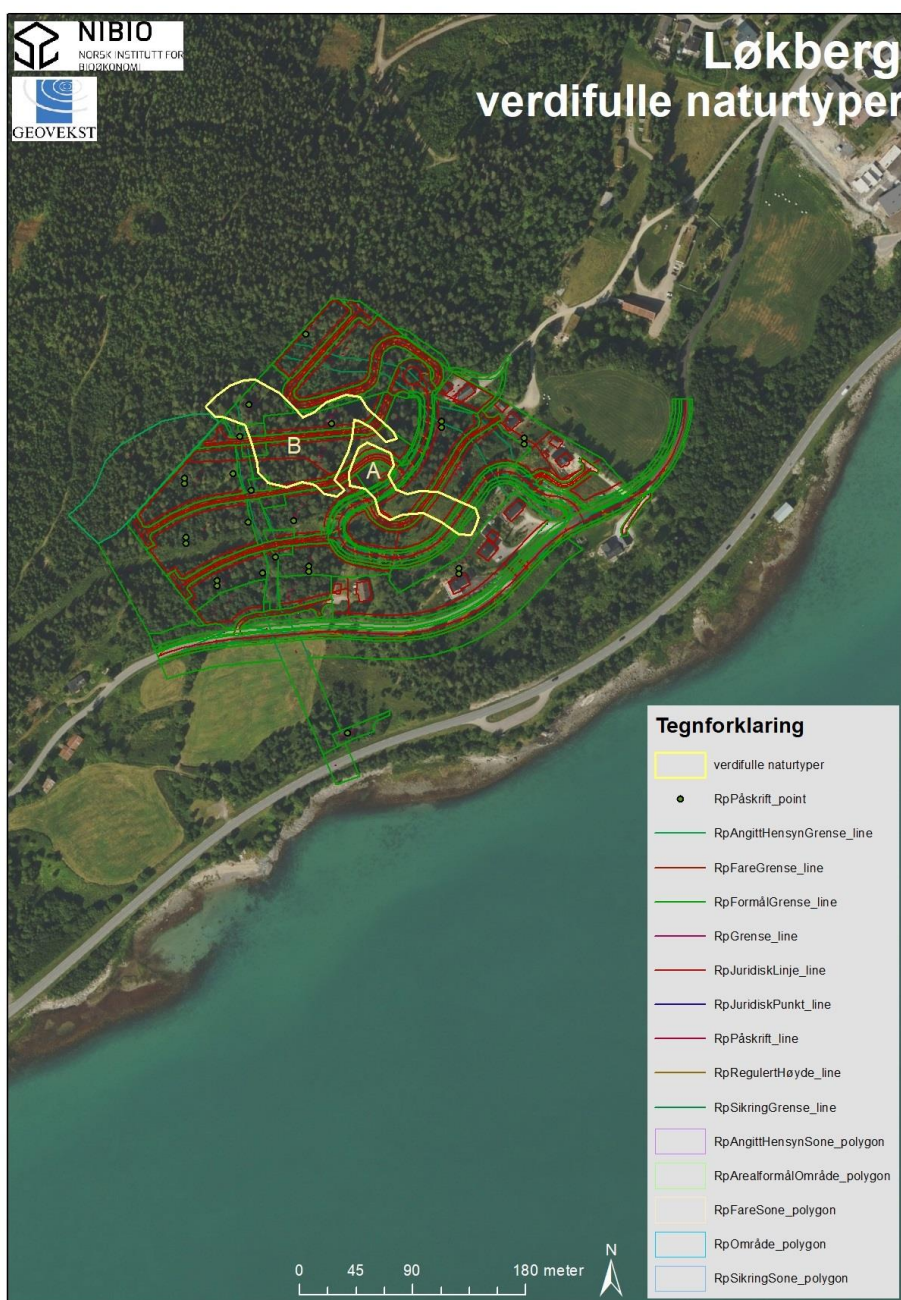 NIBIO
NORSK INSTITUTT FOR
BIOØKONOMI
GEOVEKST
Løkberg
verdifulle naturtyper
B
A
Tegnforklaring
verdifulle naturtyper
RpPåskrift_point
RpAngittHensynGrense_line
RpFareGrense_line
RpFormålGrense_line
RpGrense_line
RpJuridiskLinje_line
RpJuridiskPunkt_line
RpPåskrift_line
RpRegulertHøyde_line
RpSikringGrense_line
RpAngittHensynSone_polygon
RpArealformålOmråde_polygon
RpFareSone_polygon
RpOmråde_polygon
RpSikringSone_polygon
N
0 45 90 180 meter